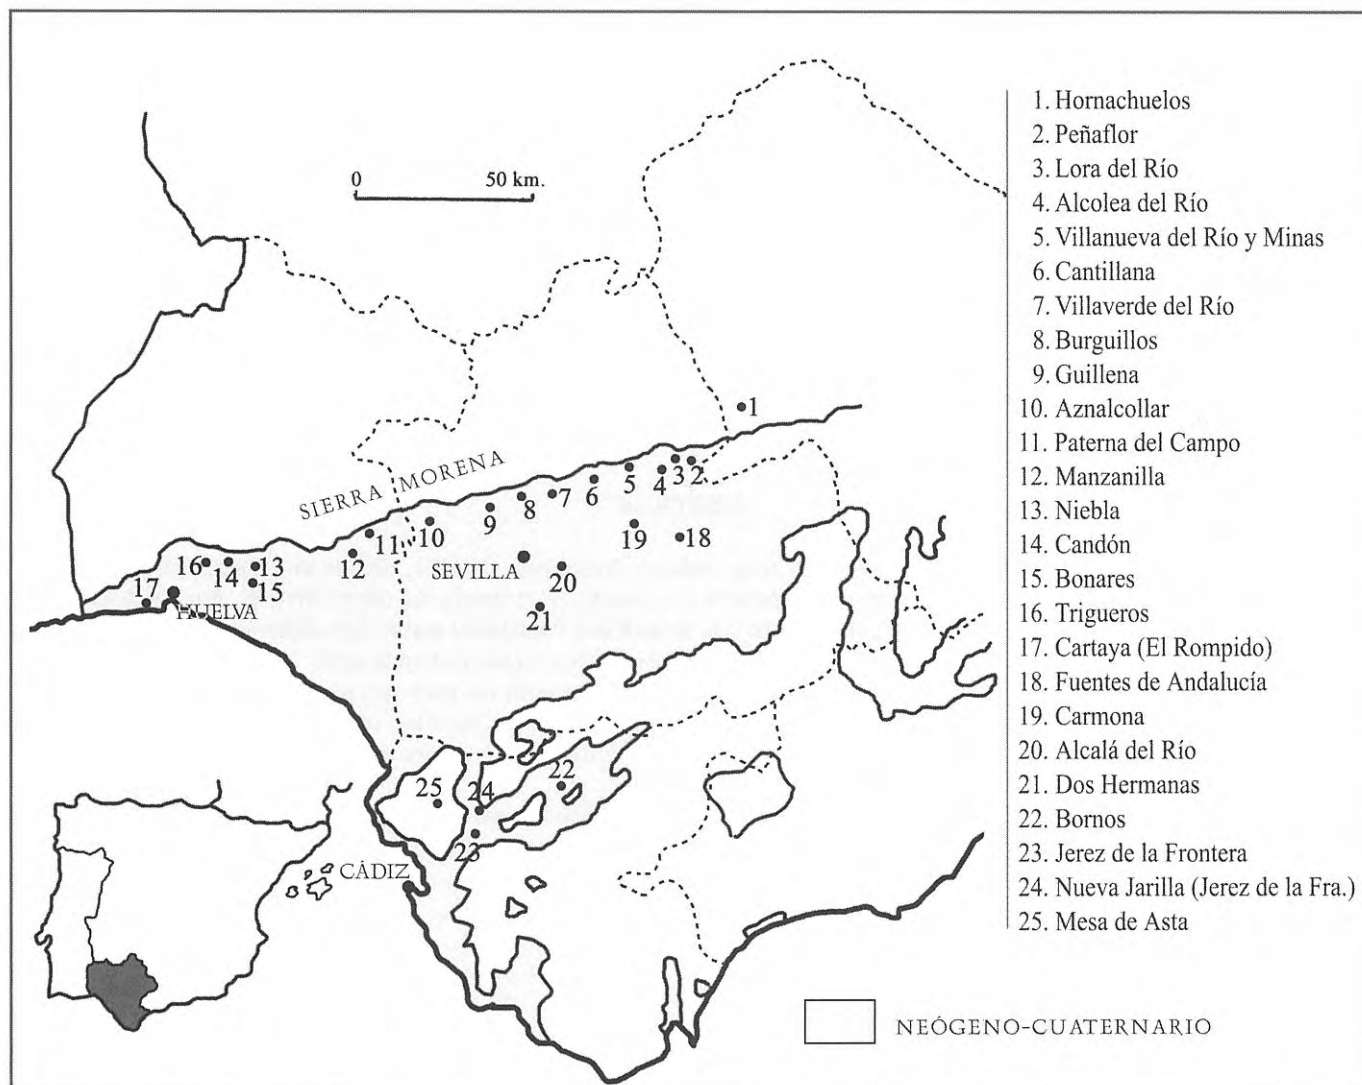 0 50 km.
1
SIERRA MORENA
2
3
4
5
6
7
8
9
10
11
12
13
14
15
16
17
18
19
20
21
SEVILLA
HUELVA
22
23
24
25
CÁDIZ
1. Hornachuelos
2. Peñaflor
3. Lora del Río
4. Alcolea del Río
5. Villanueva del Río y Minas
6. Cantillana
7. Villaverde del Río
8. Burguillos
9. Guillena
10. Aznalcollar
11. Paterna del Campo
12. Manzanilla
13. Niebla
14. Candón
15. Bonares
16. Trigueros
17. Cartaya (El Rompido)
18. Fuentes de Andalucía
19. Carmona
20. Alcalá del Río
21. Dos Hermanas
22. Bornos
23. Jerez de la Frontera
24. Nueva Jarilla (Jerez de la Fra.)
25. Mesa de Asta
NEÓGENO-CUATERNARIO